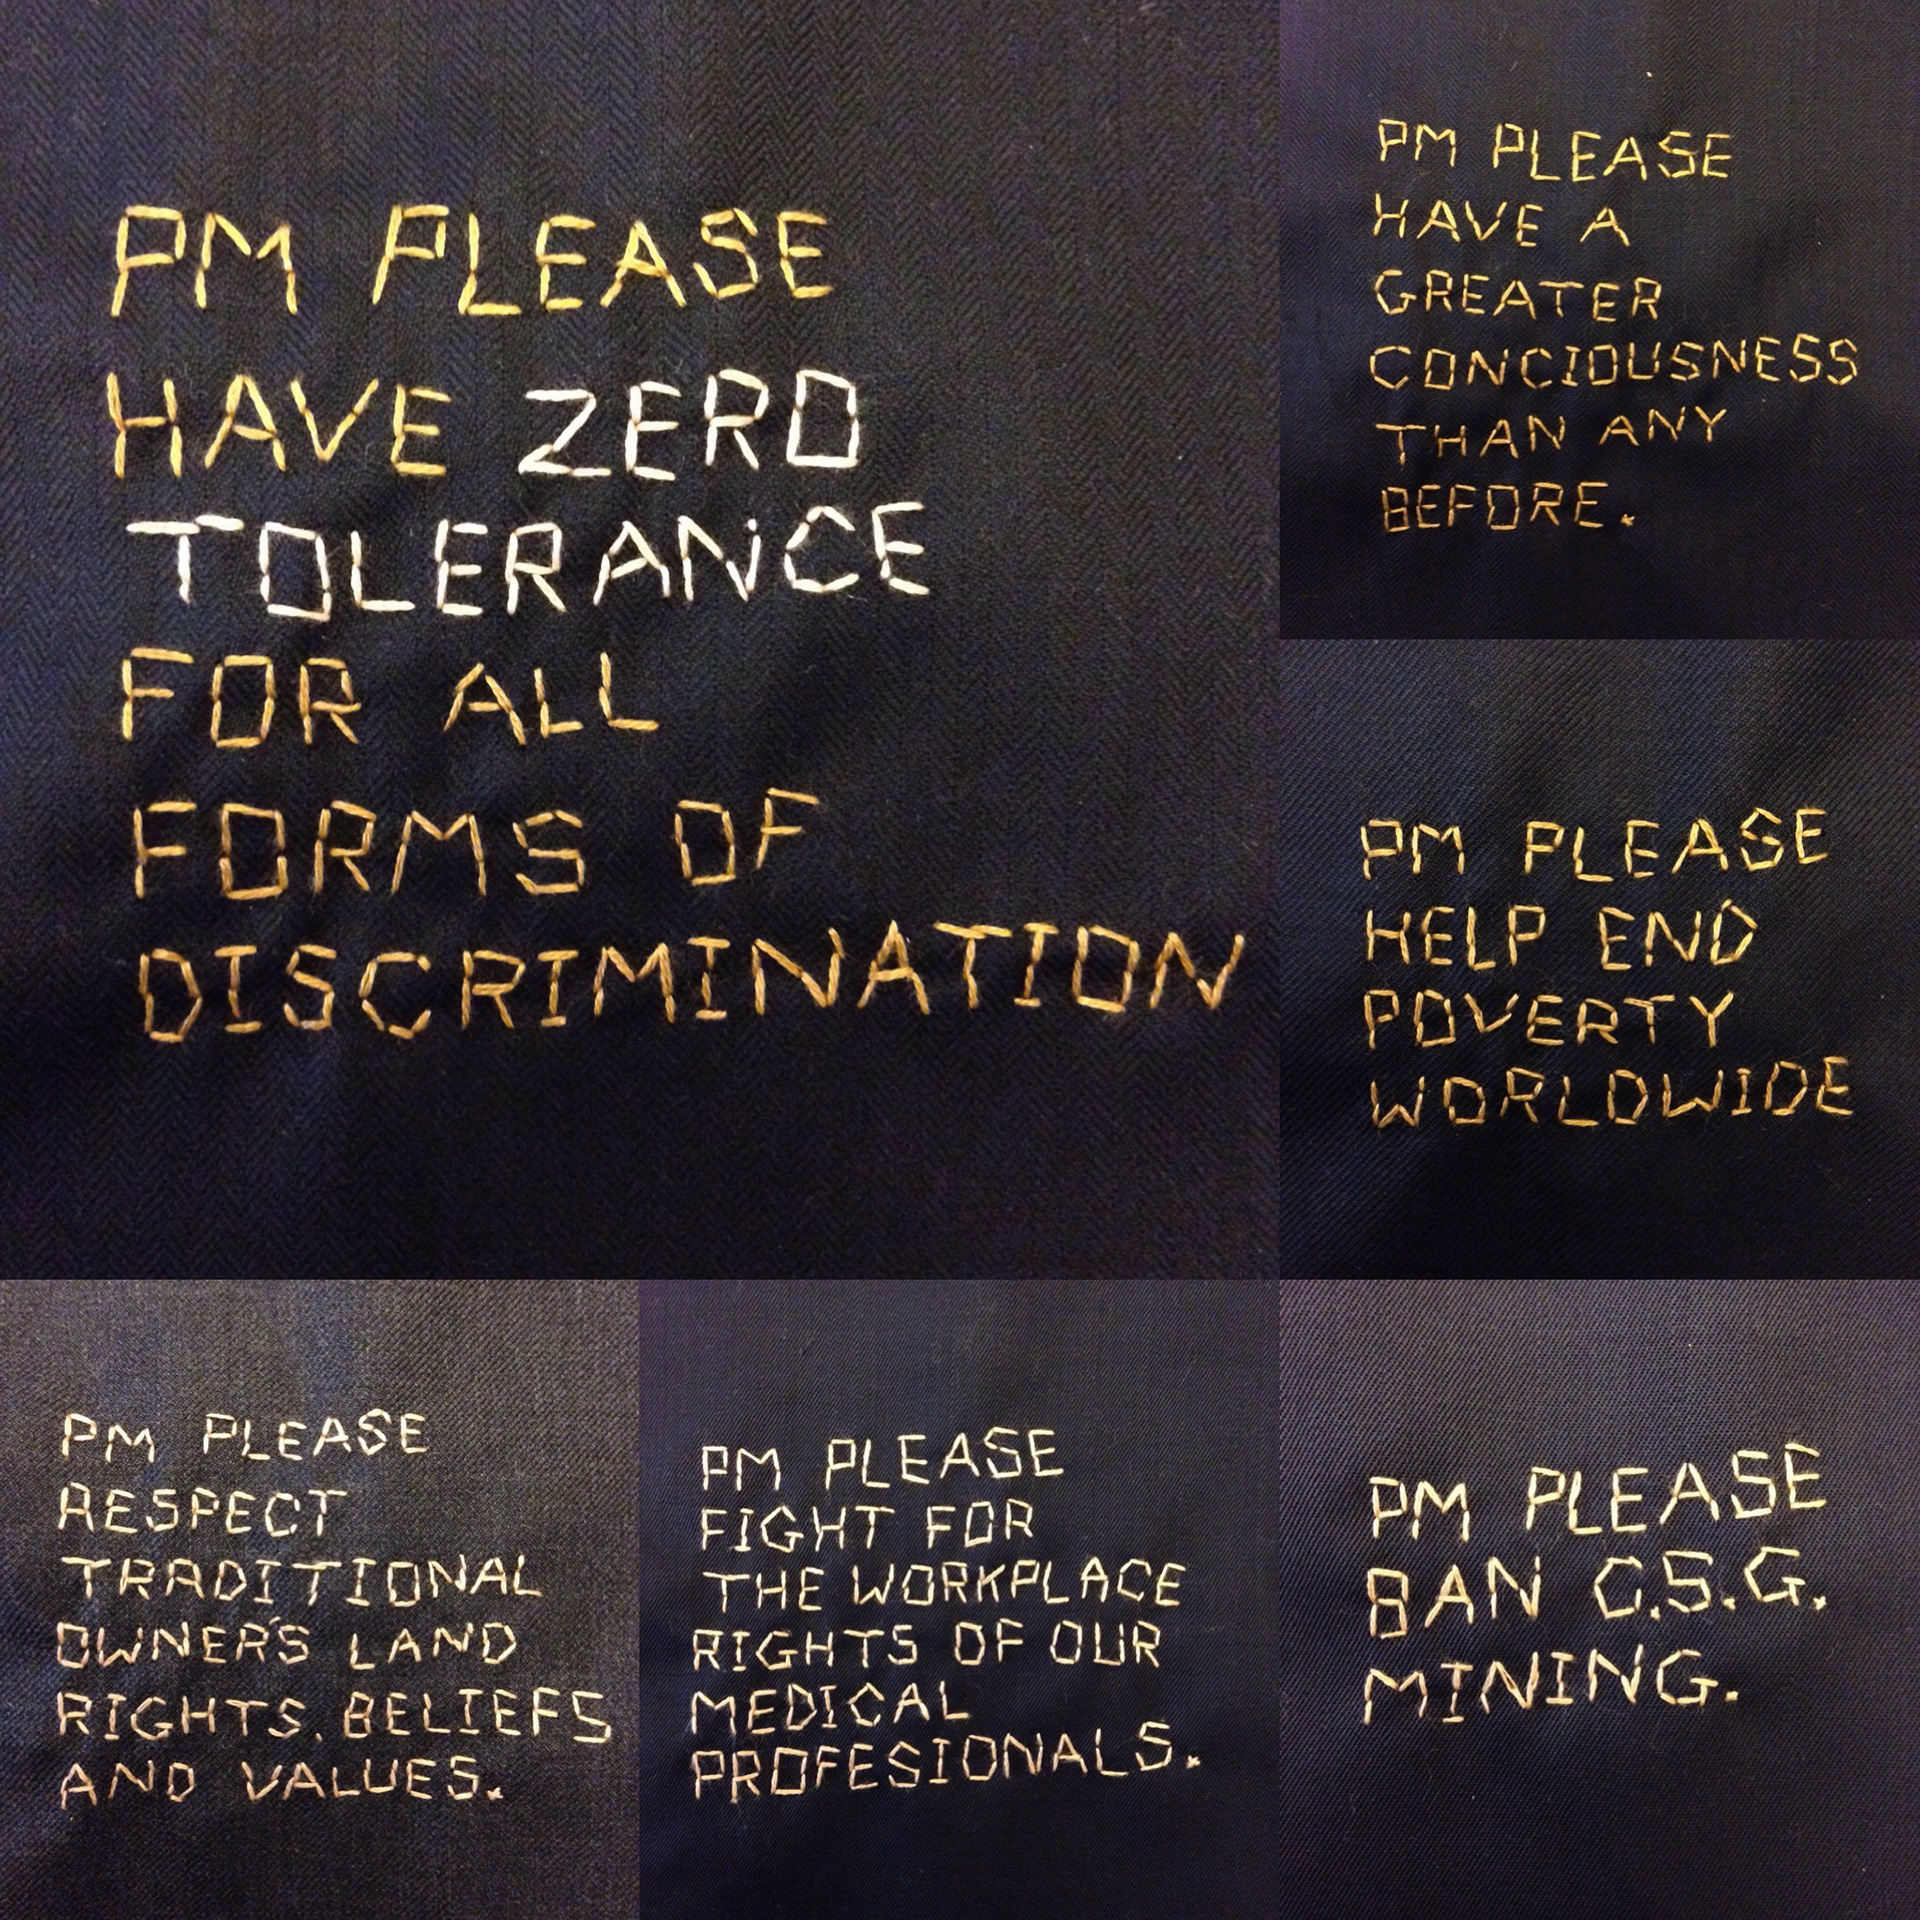 PM PLEASE
HAVE ZERO
TOLERANCE
FOR ALL
FORMS OF
DISCRIMINATION
PM PLEASE
HAVE A
GREATER
CONCIOUSNESS
THAN ANY
BEFORE.
PM PLEASE
HELP END
POVERTY
WORLDWIDE
PM PLEASE
RESPECT
TRADITIONAL
OWNER'S LAND
RIGHTS, BELIEFS
AND VALUES.
PM PLEASE
FIGHT FOR
THE WORKPLACE
RIGHTS OF OUR
MEDICAL
PROFESIONALS.
PM PLEASE
BAN C.S.G.
MINING.